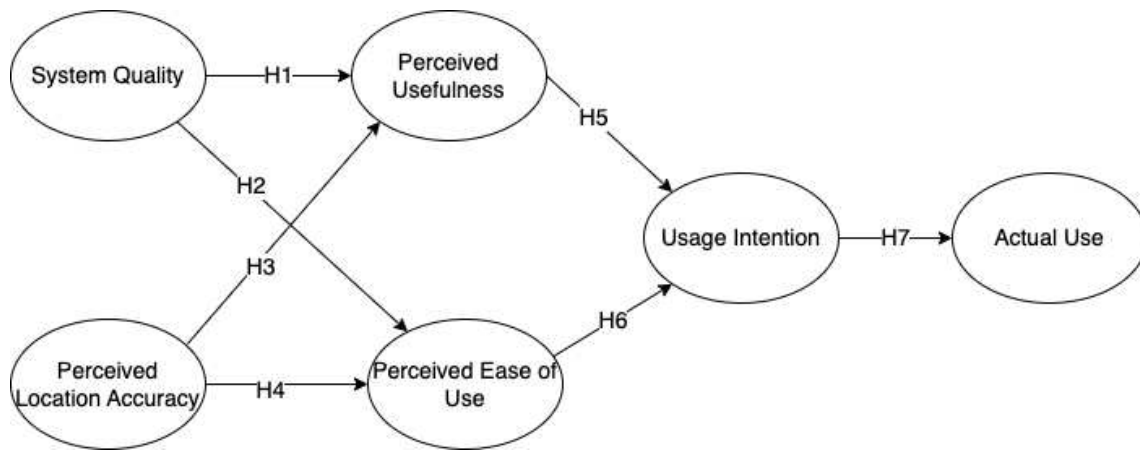 System Quality
H1
Perceived
Usefulness
H5
H2
Usage Intention
H7
Actual Use
H3
H6
Perceived
Location Accuracy
H4
Perceived Ease of
Use